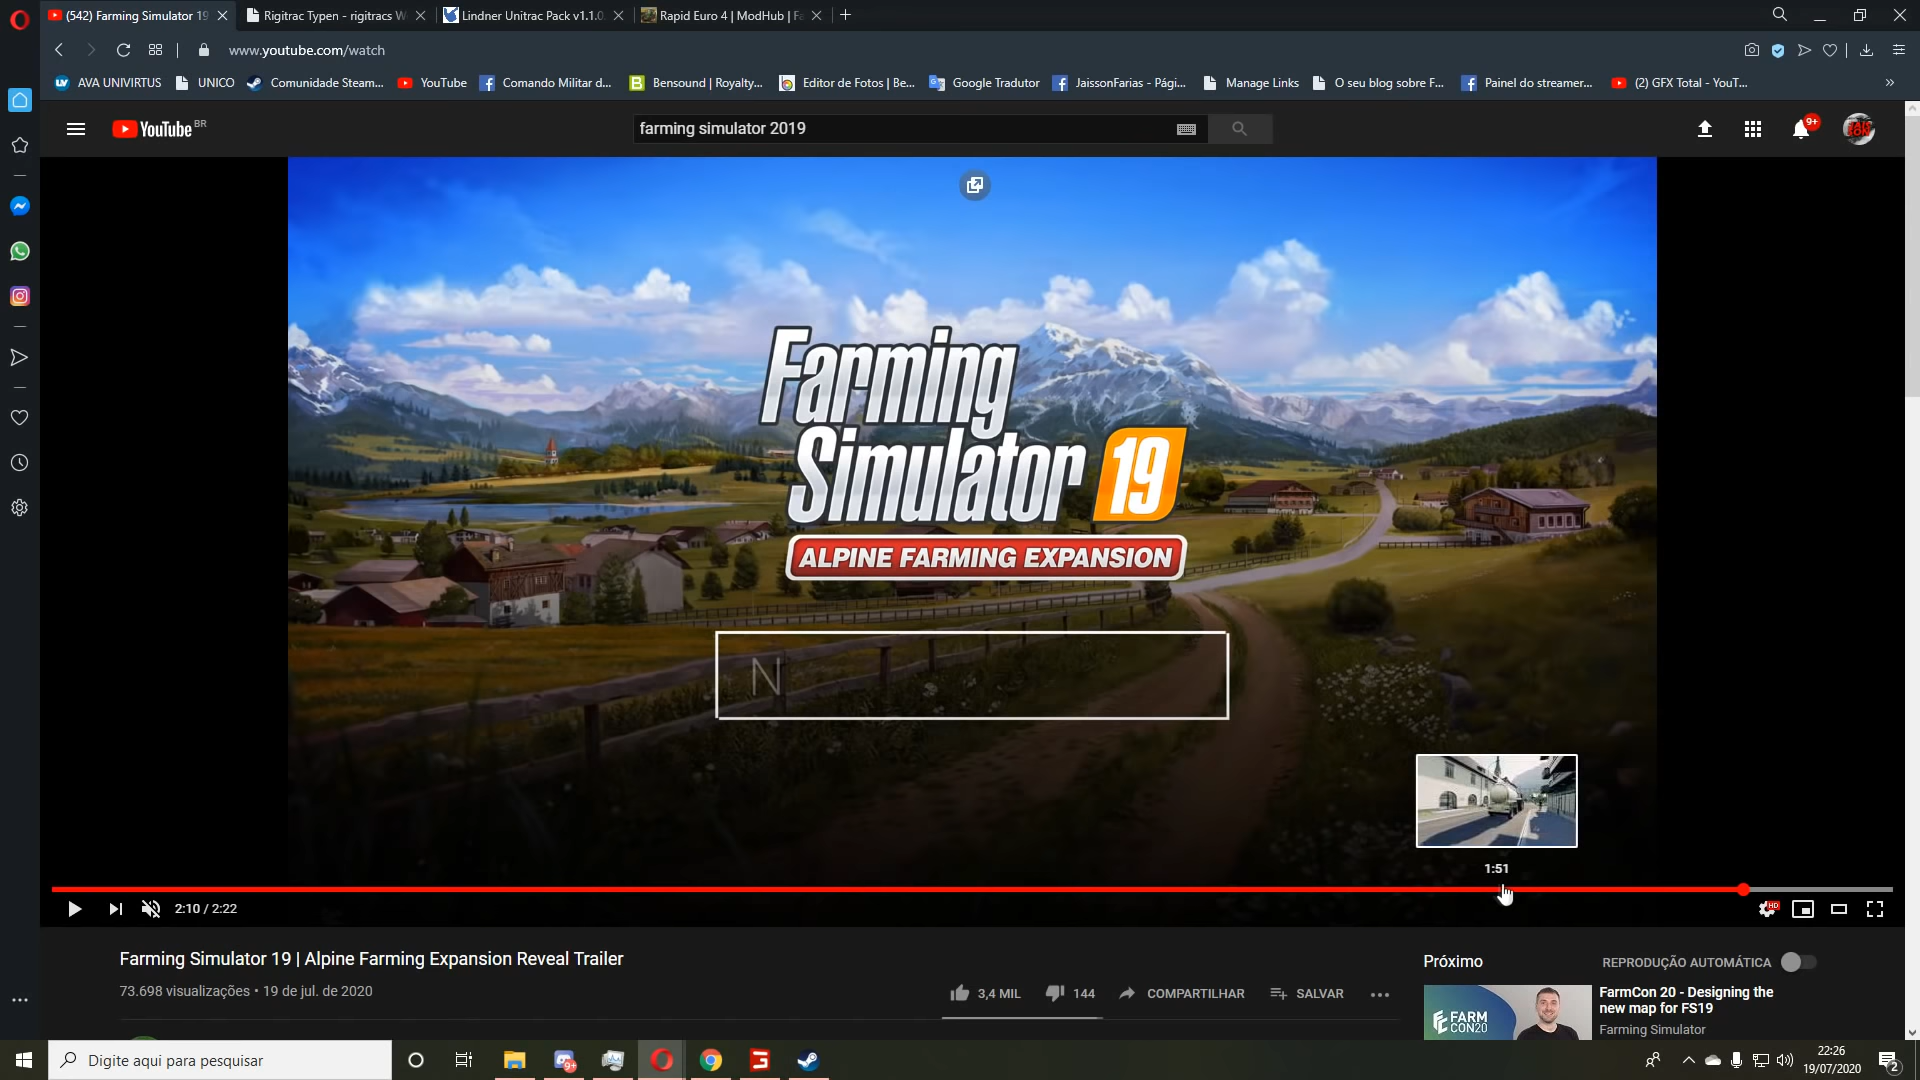 (542) Farming Simulator 19
Rigitrac Typen - rigitracs W
Lindner Unitrac Pack v1.1.0.
Rapid Euro 4 | ModHub | Fa
www.youtube.com/watch
AVA UNIVIRTUS
UNICO
Comunidade Steam...
YouTube
Comando Militar d...
Bensound | Royalty...
Editor de Fotos | Be...
Google Tradutor
JaissonFarias - Pági...
Manage Links
O seu blog sobre F...
Painel do streamer...
(2) GFX Total - YouT...
YouTube BR
farming simulator 2019
9+
Farming
Simulator 19
ALPINE FARMING EXPANSION
N
1:51
2:10 / 2:22
HD
Farming Simulator 19 | Alpine Farming Expansion Reveal Trailer
73.698 visualizações • 19 de jul. de 2020
3,4 MIL
144
COMPARTILHAR
SALVAR
Próximo
REPRODUÇÃO AUTOMÁTICA
FARM
CON20
FarmCon 20 - Designing the
new map for FS19
Farming Simulator
Digite aqui para pesquisar
9+
22:26
19/07/2020
2